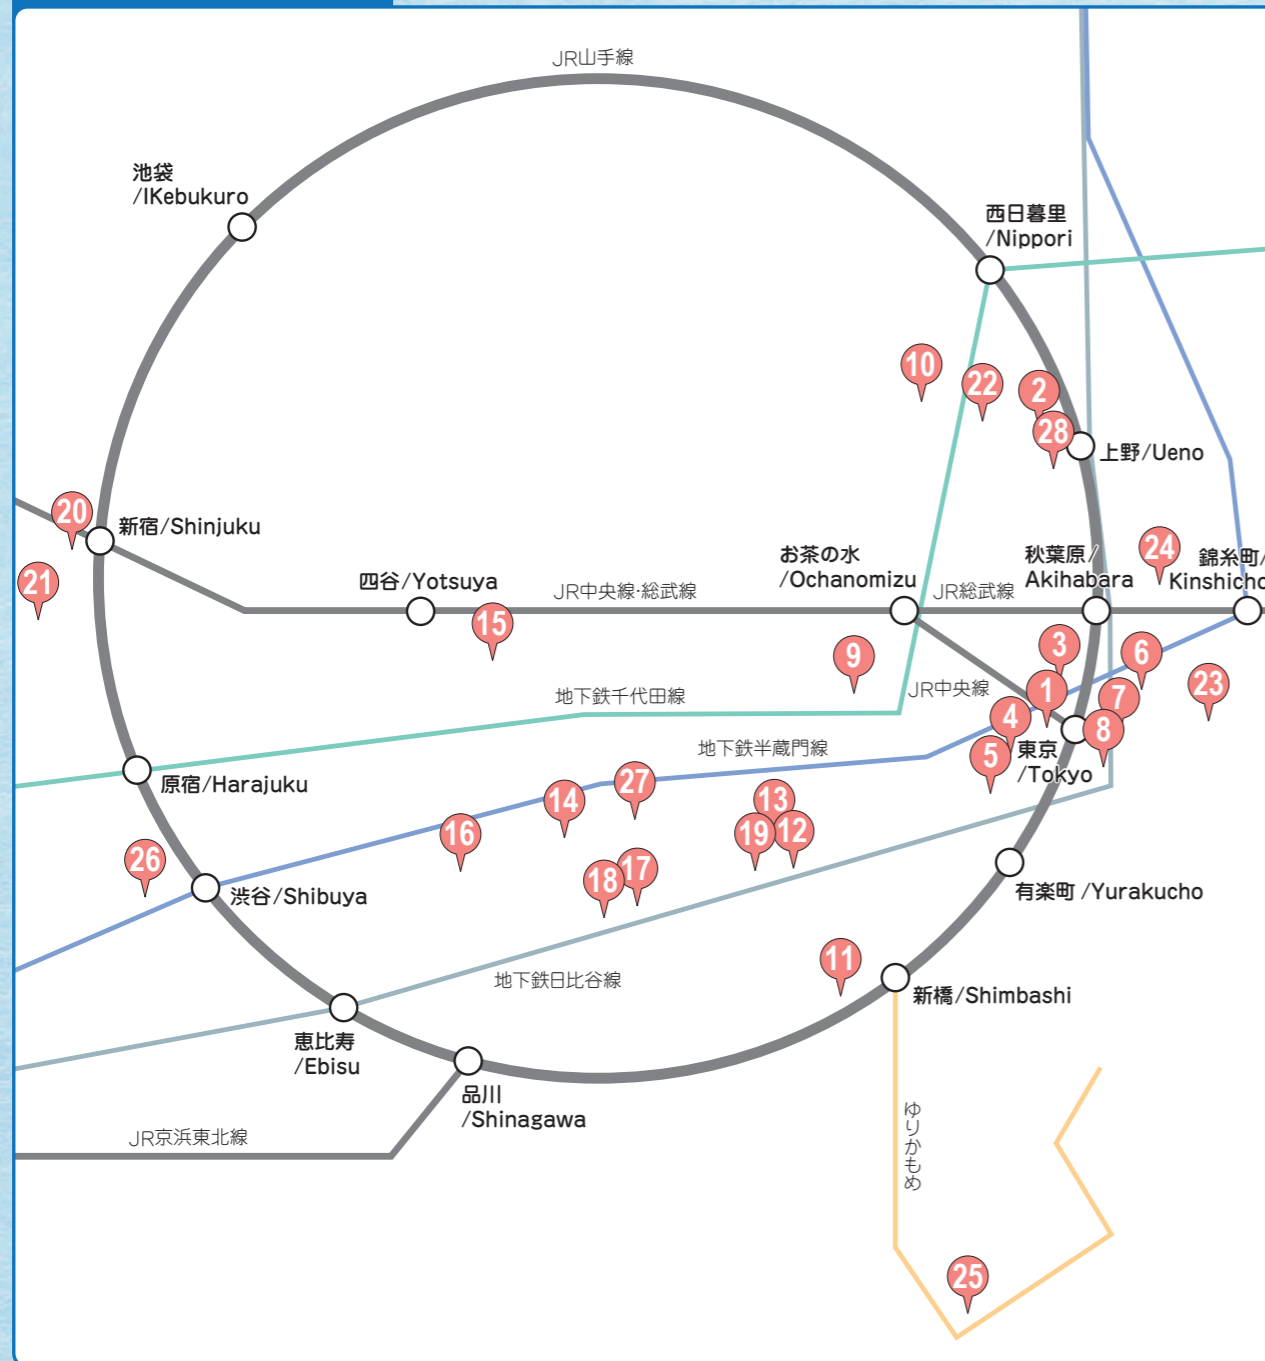 JR山手線
池袋
/IKebukuro
西日暮里
/Nippori
10
22
2
28
上野/Ueno
20
新宿/Shinjuku
21
四谷/Yotsuya
15
JR中央線・総武線
お茶の水
/Ochanomizu
JR総武線
秋葉原/
Akihabara
24
錦糸町/
Kinshicho
9
3
6
JR中央線
1
7
23
4
8
5
東京
/Tokyo
地下鉄千代田線
地下鉄半蔵門線
原宿/Harajuku
14
27
13
16
19
12
26
18
17
渋谷/Shibuya
有楽町 /Yurakucho
11
地下鉄日比谷線
新橋/Shimbashi
恵比寿
/Ebisu
品川
/Shinagawa
JR京浜東北線
ゆりかもめ
25